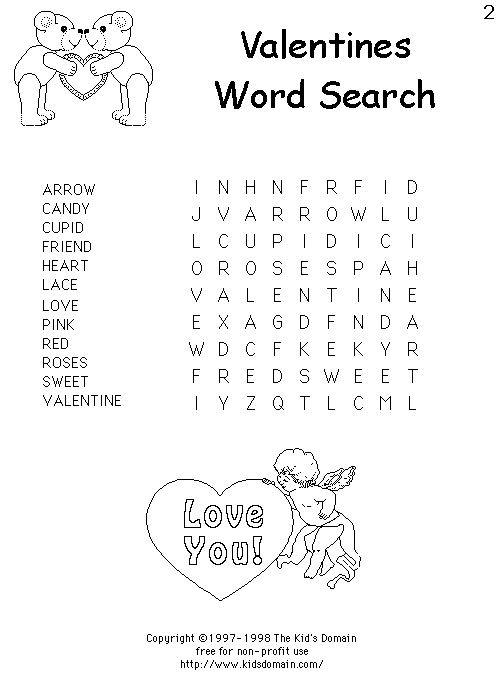 2
Valentines
Word Search
ARROW
CANDY
CUPID
FRIEND
HEART
LACE
LOVE
PINK
RED
ROSES
SWEET
VALENTINE
I N H N F R F I D
J V A R R O W L U
L C U P I D I C I
O R O S E S P A H
V A L E N T I N E
E X A G D F N D A
W D C F K E K Y R
F R E D S W E E T
I Y Z Q T L C M L
Love
You!
Copyright ©1997-1998 The Kid's Domain
free for non-profit use
http://www.kidsdomain.com/